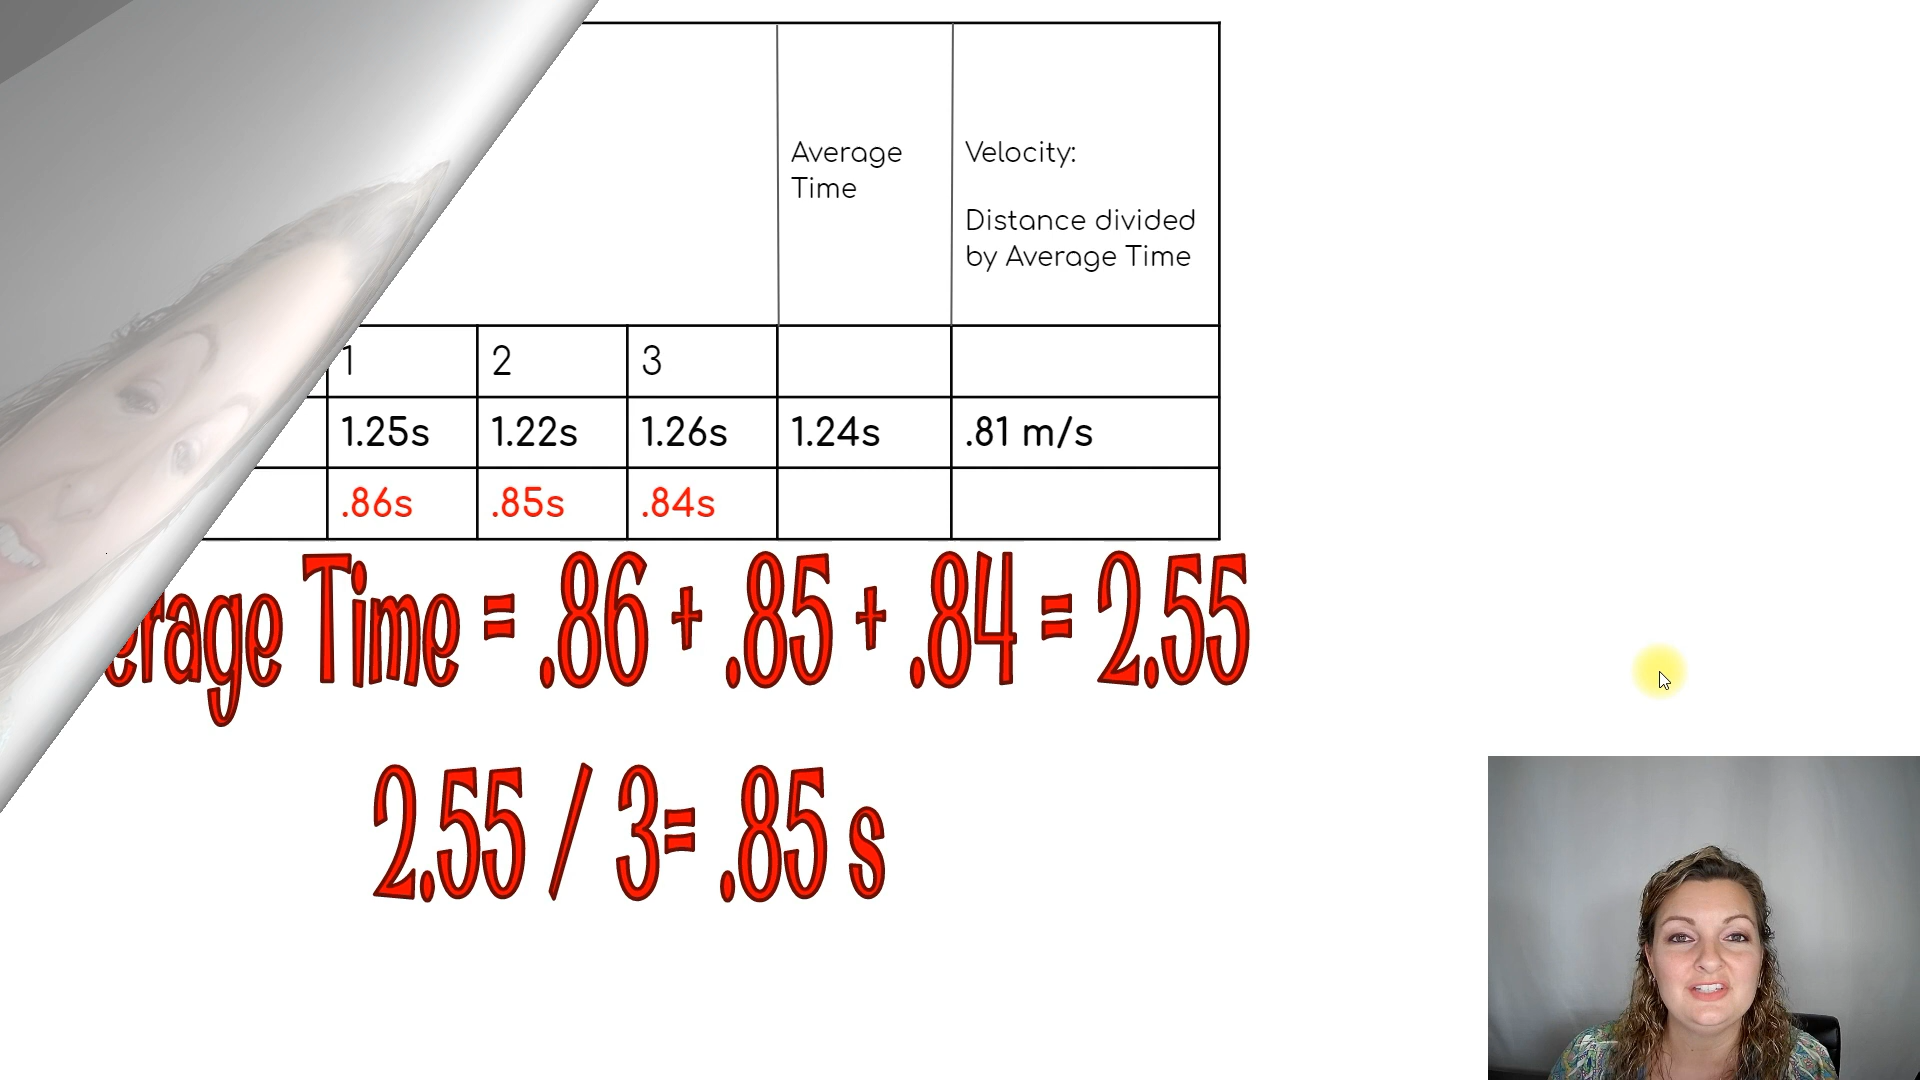 Average
Time
Velocity:
Distance divided
by Average Time
1 2 3
1.25s 1.22s 1.26s 1.24s .81 m/s
.86s .85s .84s
erage Time = .86 + .85 + .84 = 2.55
2.55 / 3= .85 s